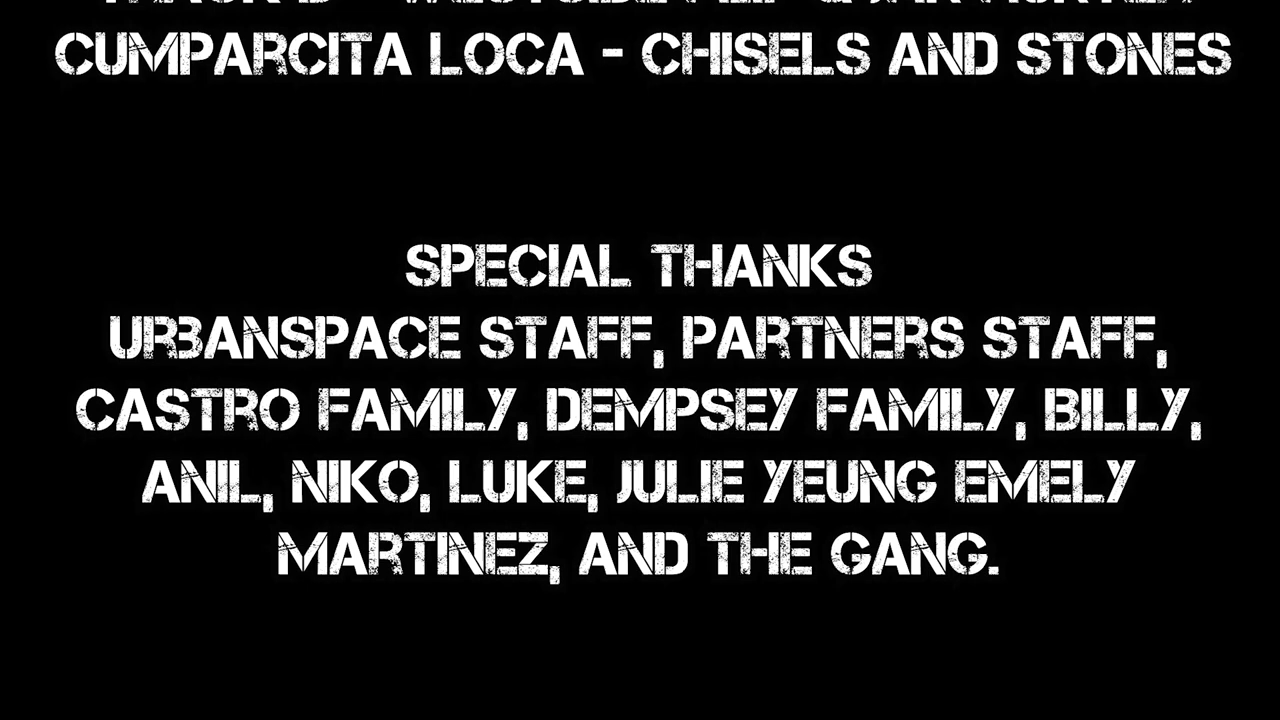 CUMPARCITA LOCA - CHISELS AND STONES
SPECIAL THANKS
URBANSPACE STAFF, PARTNERS STAFF,
CASTRO FAMILY, DEMPSEY FAMILY, BILLY,
ANIL, NIKO, LUKE, JULIE YEUNG EMELY
MARTINEZ, AND THE GANG.